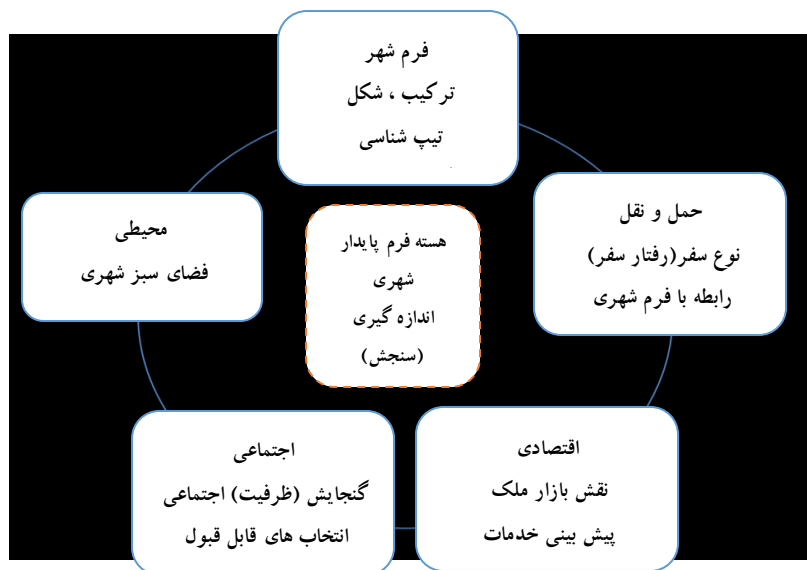 فرم شهر
ترکیب ، شکل
تیپ شناسی
حمل و نقل
نوع سفر(رفتار سفر)
رابطه با فرم شهری
محیطی
فضای سبز شهری
هسته فرم پایدار
شهری
اندازه گیری
(سنجش)
اقتصادی
نقش بازار ملک
پیش بینی خدمات
اجتماعی
گنجایش (ظرفیت) اجتماعی
انتخاب های قابل قبول